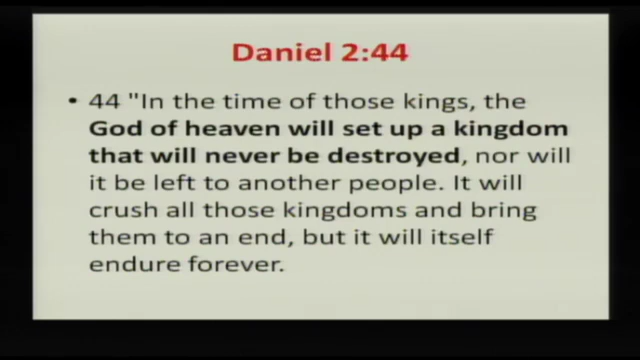 Daniel 2:44
• 44 "In the time of those kings, the
God of heaven will set up a kingdom
that will never be destroyed, nor will
it be left to another people. It will
crush all those kingdoms and bring
them to an end, but it will itself
endure forever.